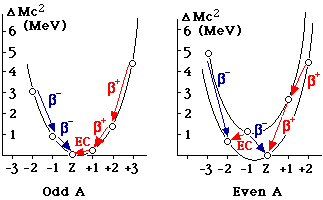 ΔMc²
(MeV)
6
5
4
3
2
1
β⁻
β⁻
β⁺
β⁺
EC
-3 -2 -1 Z +1 +2 +3
Odd A
ΔMc²
(MeV)
6
5
4
3
2
1
β⁻
β⁻
β⁺
β⁺
EC
-3 -2 -1 Z +1 +2
Even A